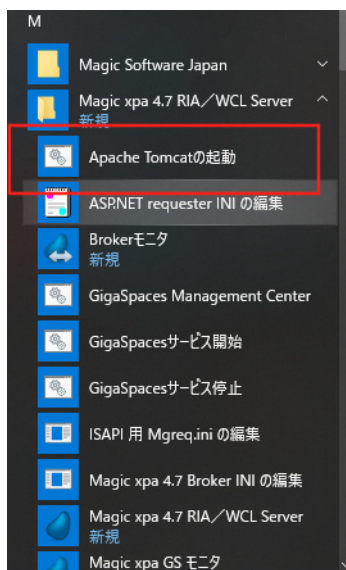 M
Magic Software Japan
Magic xpa 4.7 RIA／WCL Server
新規
Apache Tomcatの起動
ASP.NET requester INI の編集
Brokerモニタ
新規
GigaSpaces Management Center
GigaSpacesサービス開始
GigaSpacesサービス停止
ISAPI 用 Mgreq.ini の編集
Magic xpa 4.7 Broker INI の編集
Magic xpa 4.7 RIA／WCL Server
新規
Magic xpa GS モニタ